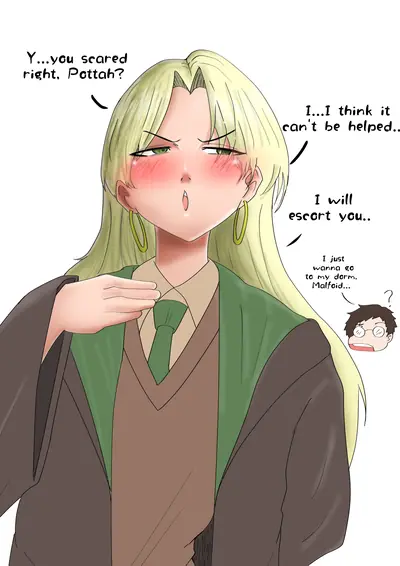 Y...you scared
right, Pottah?
I...I think it
can't be helped..
I will
escort you..
I just
wanna go
to my dorm,
Malfoid...
?